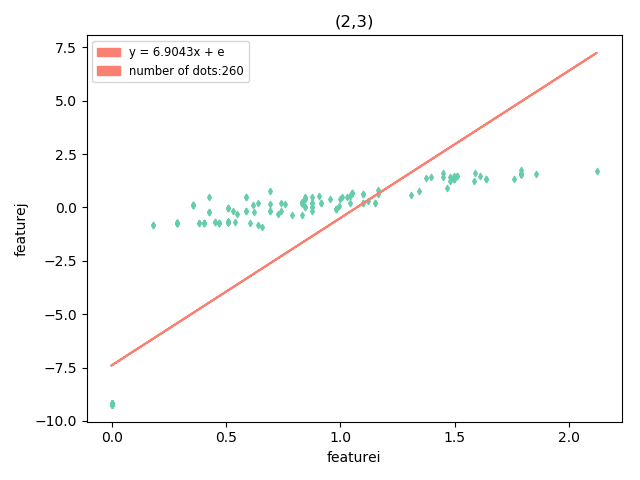 (2,3)
y = 6.9043x + e
number of dots:260
7.5
5.0
2.5
0.0
−2.5
−5.0
−7.5
−10.0
featurej
0.0 0.5 1.0 1.5 2.0
featurei